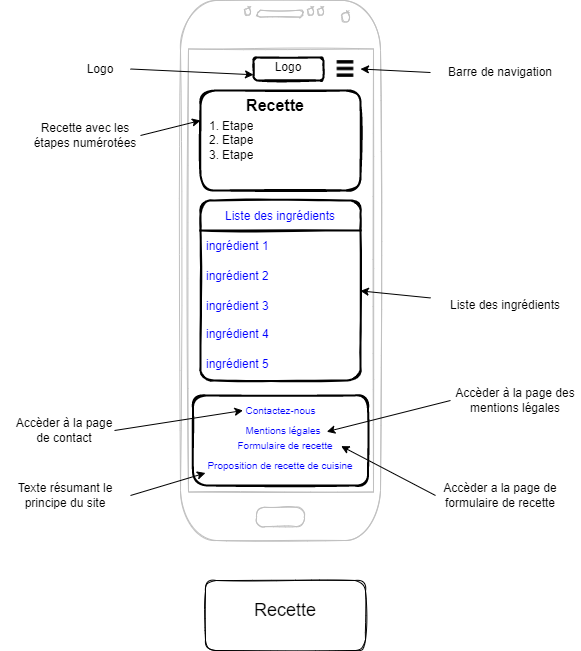 Logo
Logo
Barre de navigation
Recette
1. Etape
2. Etape
3. Etape
Recette avec les
étapes numérotées
Liste des ingrédients
ingrédient 1
ingrédient 2
ingrédient 3
ingrédient 4
ingrédient 5
Liste des ingrédients
Accèder à la page des
mentions légales
Contactez-nous
Accèder à la page
de contact
Mentions légales
Formulaire de recette
Proposition de recette de cuisine
Texte résumant le
principe du site
Accèder a la page de
formulaire de recette
Recette